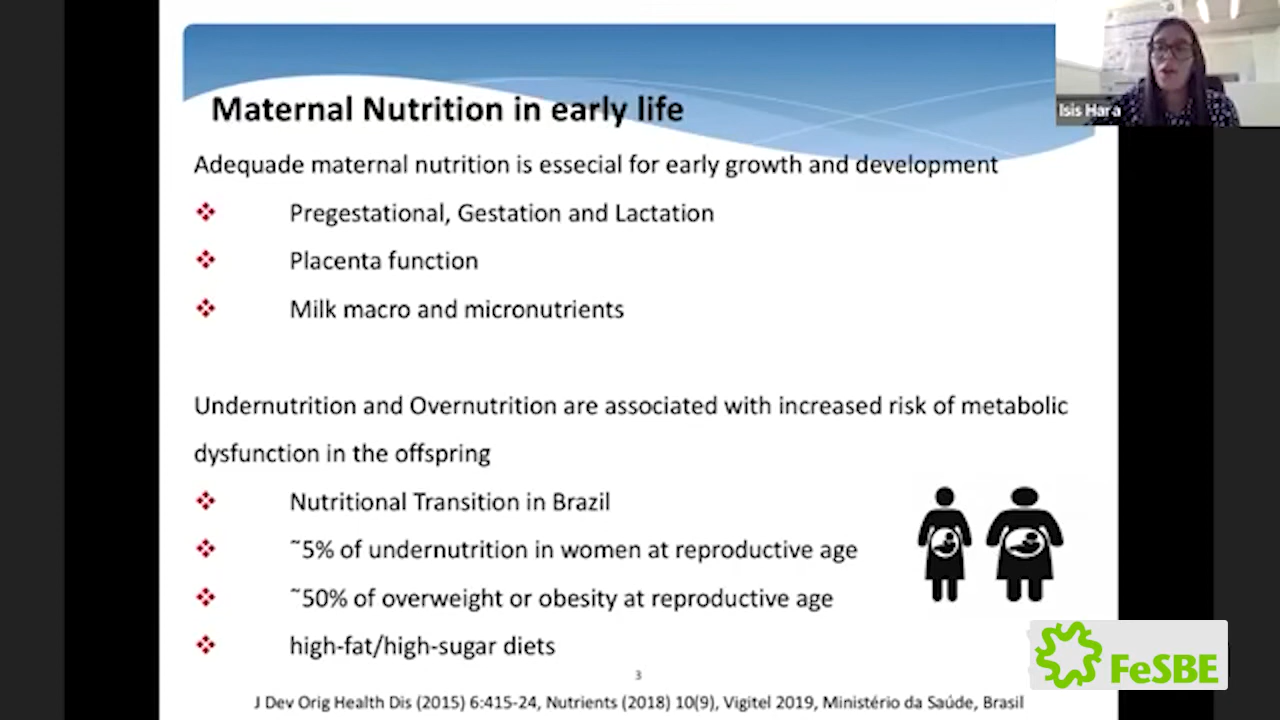 Maternal Nutrition in early life
Isis Hara
Adequade maternal nutrition is essecial for early growth and development
Pregestational, Gestation and Lactation
Placenta function
Milk macro and micronutrients
Undernutrition and Overnutrition are associated with increased risk of metabolic
dysfunction in the offspring
Nutritional Transition in Brazil
~5% of undernutrition in women at reproductive age
~50% of overweight or obesity at reproductive age
high-fat/high-sugar diets
3
FeSBE
J Dev Orig Health Dis (2015) 6:415-24, Nutrients (2018) 10(9), Vigitel 2019, Ministério da Saúde, Brasil